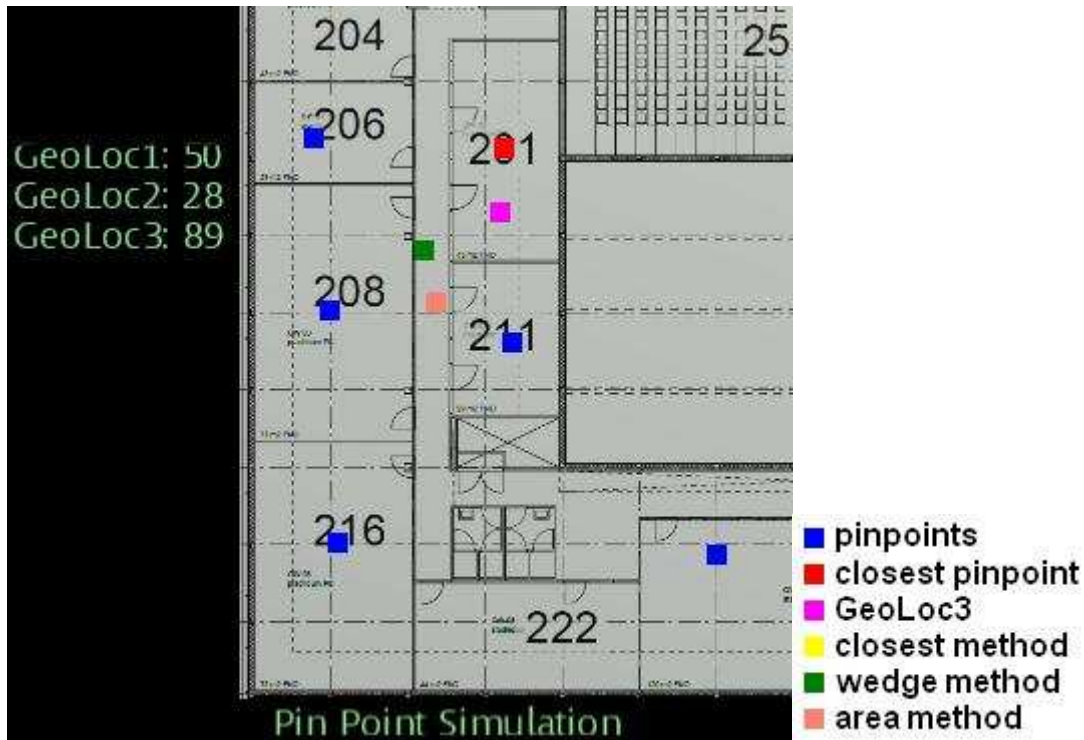 204
25
206
201
GeoLoc1: 50
GeoLoc2: 28
GeoLoc3: 89
208
211
216
222
pinpoints
closest pinpoint
GeoLoc3
closest method
wedge method
area method
Pin Point Simulation